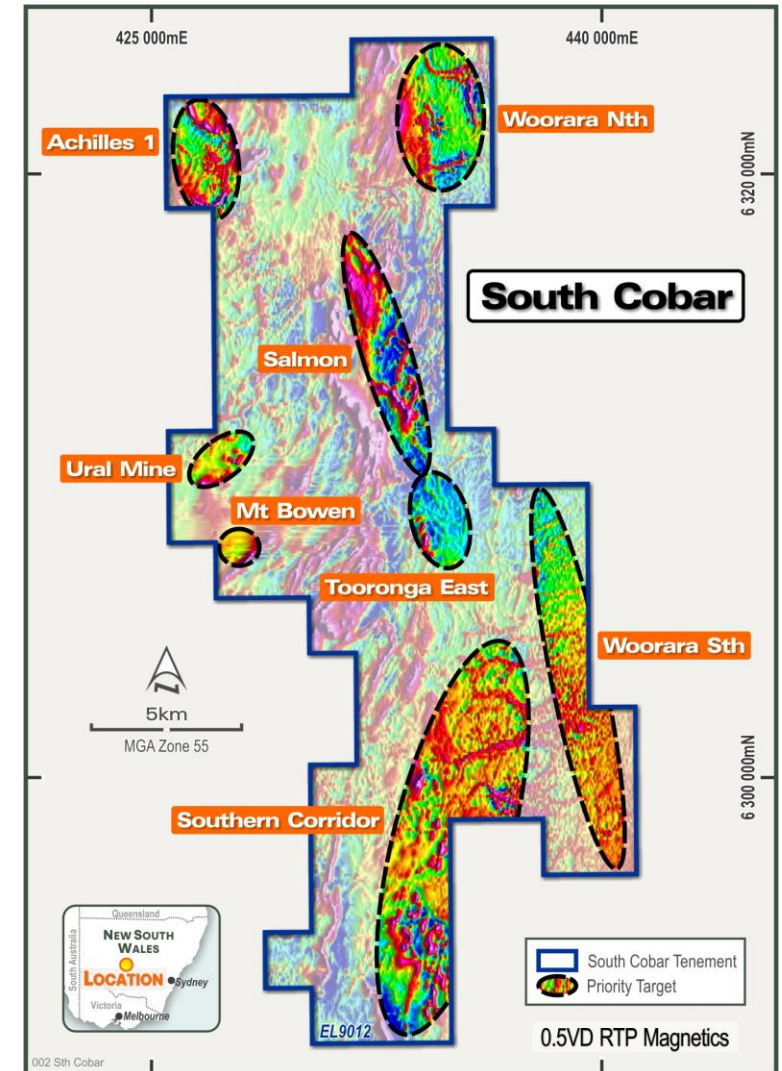 425 000mE
440 000mE
Achilles 1
Woorara Nth
6 320 000mN
South Cobar
Salmon
Ural Mine
Mt Bowen
Tooronga East
Woorara Sth
N
5km
MGA Zone 55
6 300 000mN
Southern Corridor
Queensland
South Australia
NEW SOUTH
WALES
LOCATION
Sydney
Victoria
Melbourne
EL9012
South Cobar Tenement
Priority Target
0.5VD RTP Magnetics
002 Sth Cobar